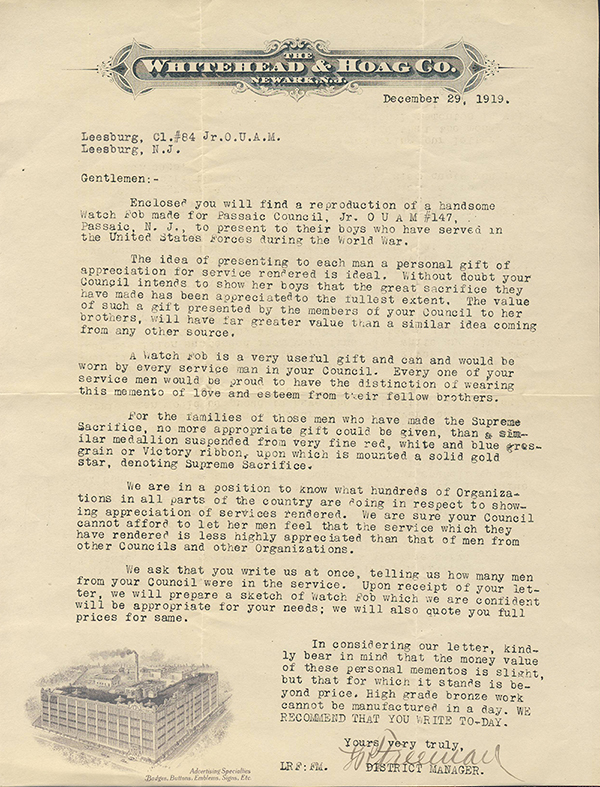 THE
WHITEHEAD & HOAG CO.
NEWARK, N.J.
December 29, 1919.
Leesburg, Cl.#84 Jr.O.U.A.M.
Leesburg, N.J.
Gentlemen:-
Enclosed you will find a reproduction of a handsome
Watch Fob made for Passaic Council, Jr. O U A M #147,
Passaic, N. J., to present to their boys who have served in
the United States Forces during the World War.
The idea of presenting to each man a personal gift of
appreciation for service rendered is ideal. Without doubt your
Council intends to show her boys that the great sacrifice they
have made has been appreciated to the fullest extent. The value
of such a gift presented by the members of your Council to her
brothers, will have far greater value than a similar idea coming
from any other source.
A Watch Fob is a very useful gift and can and would be
worn by every service man in your Council. Every one of your
service men would be proud to have the distinction of wearing
this memento of love and esteem from their fellow brothers.
For the families of those men who have made the Supreme
Sacrifice, no more appropriate gift could be given, than a sim-
ilar medallion suspended from very fine red, white and blue gros-
grain or Victory ribbon, upon which is mounted a solid gold
star, denoting Supreme Sacrifice.
We are in a position to know what hundreds of Organiza-
tions in all parts of the country are doing in respect to show-
ing appreciation of services rendered. We are sure your Council
cannot afford to let her men feel that the service which they
have rendered is less highly appreciated than that of men from
other Councils and other Organizations.
We ask that you write us at once, telling us how many men
from your Council were in the service. Upon receipt of your let-
ter, we will prepare a sketch of Watch Fob which we are confident
will be appropriate for your needs; we will also quote you full
prices for same.
In considering our letter, kind-
ly bear in mind that the money value
of these personal mementos is slight,
but that for which it stands is be-
yond price. High grade bronze work
cannot be manufactured in a day. WE
RECOMMEND THAT YOU WRITE TO-DAY.
Yours very truly,
Freeman
LRF:FM. DISTRICT MANAGER.
Advertising Specialties
Badges, Buttons, Emblems, Signs, Etc.